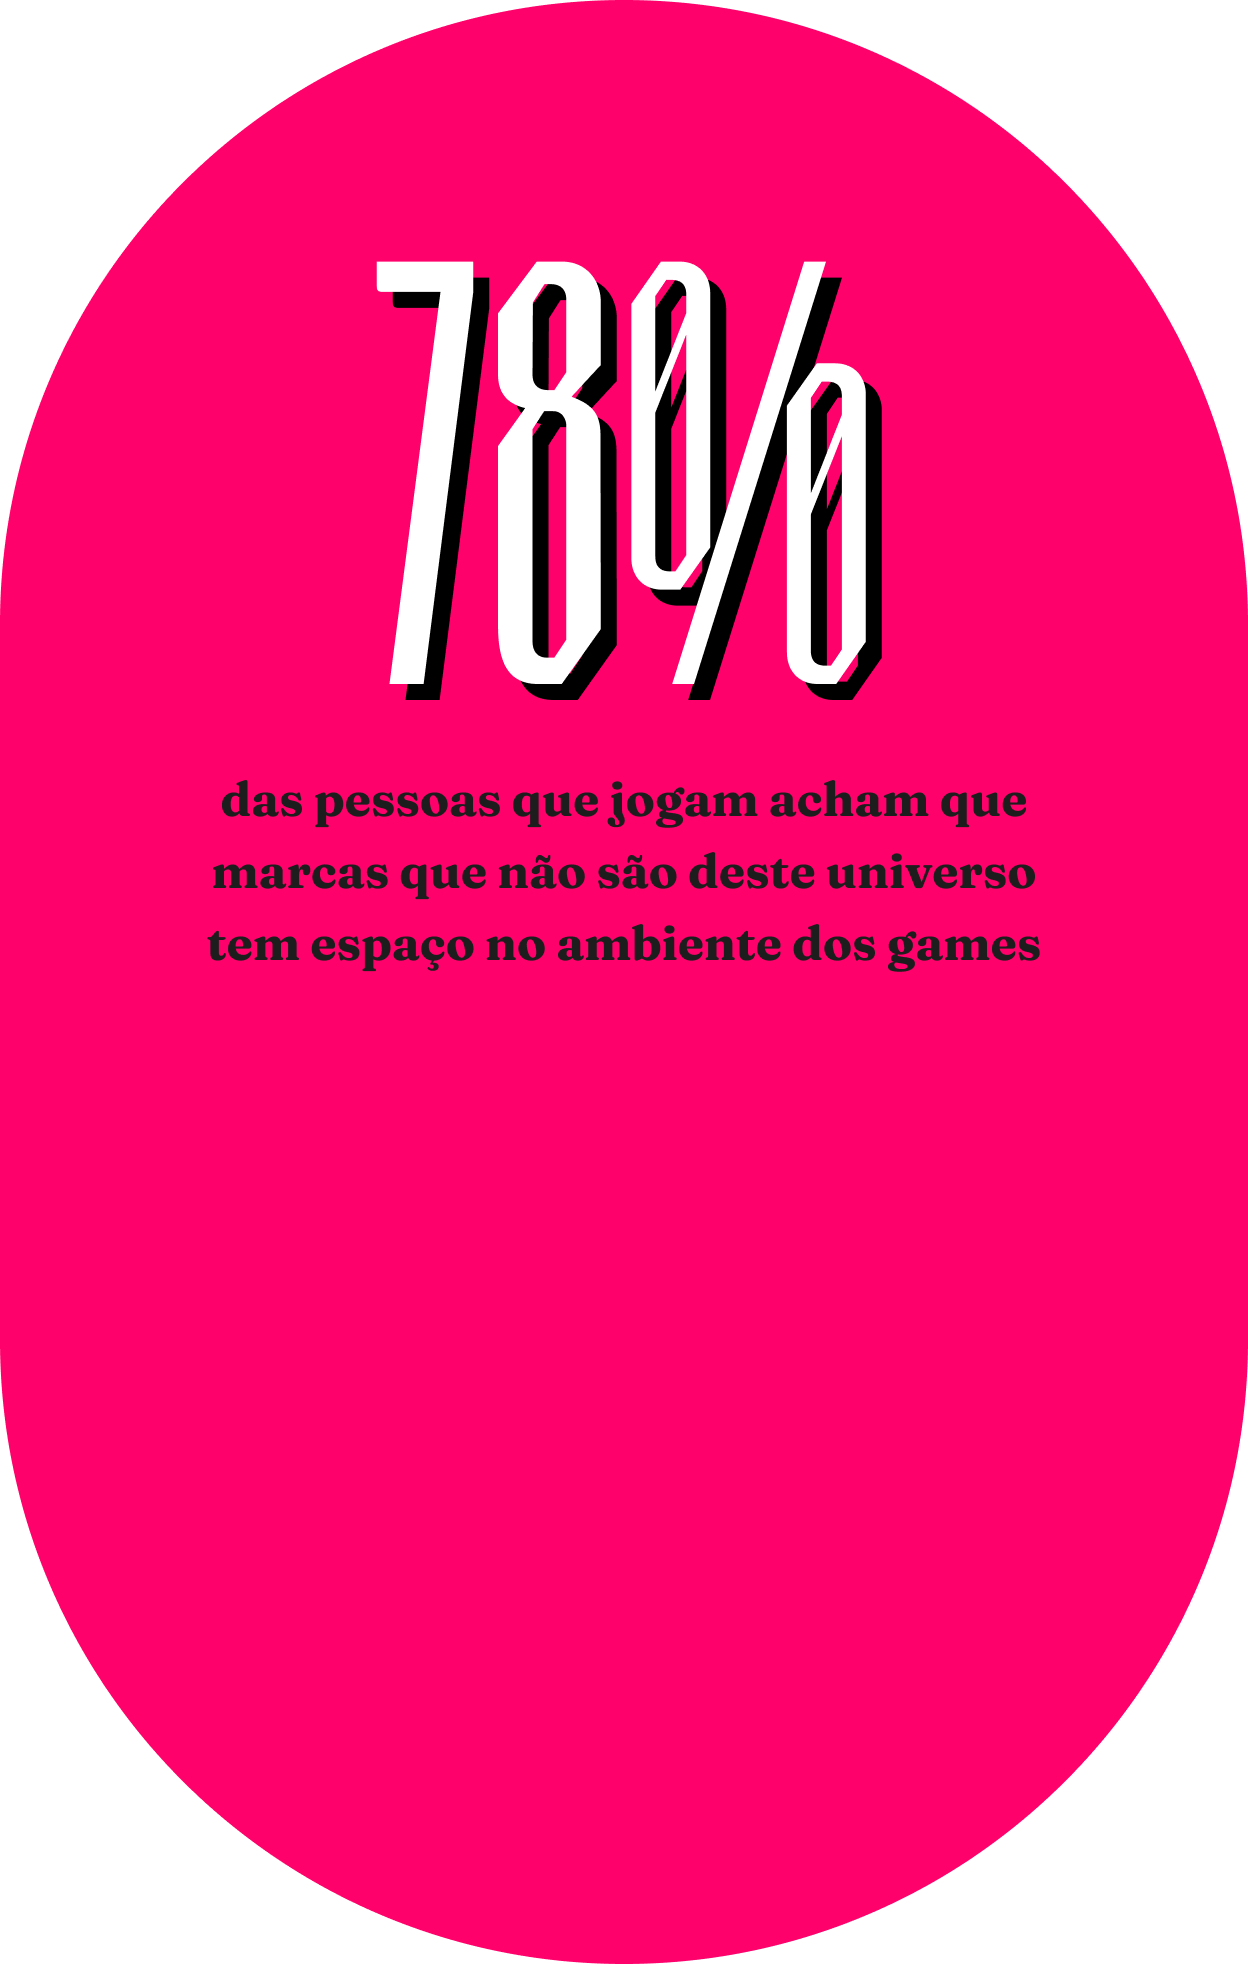 78%
das pessoas que jogam acham que
marcas que não são deste universo
tem espaço no ambiente dos games